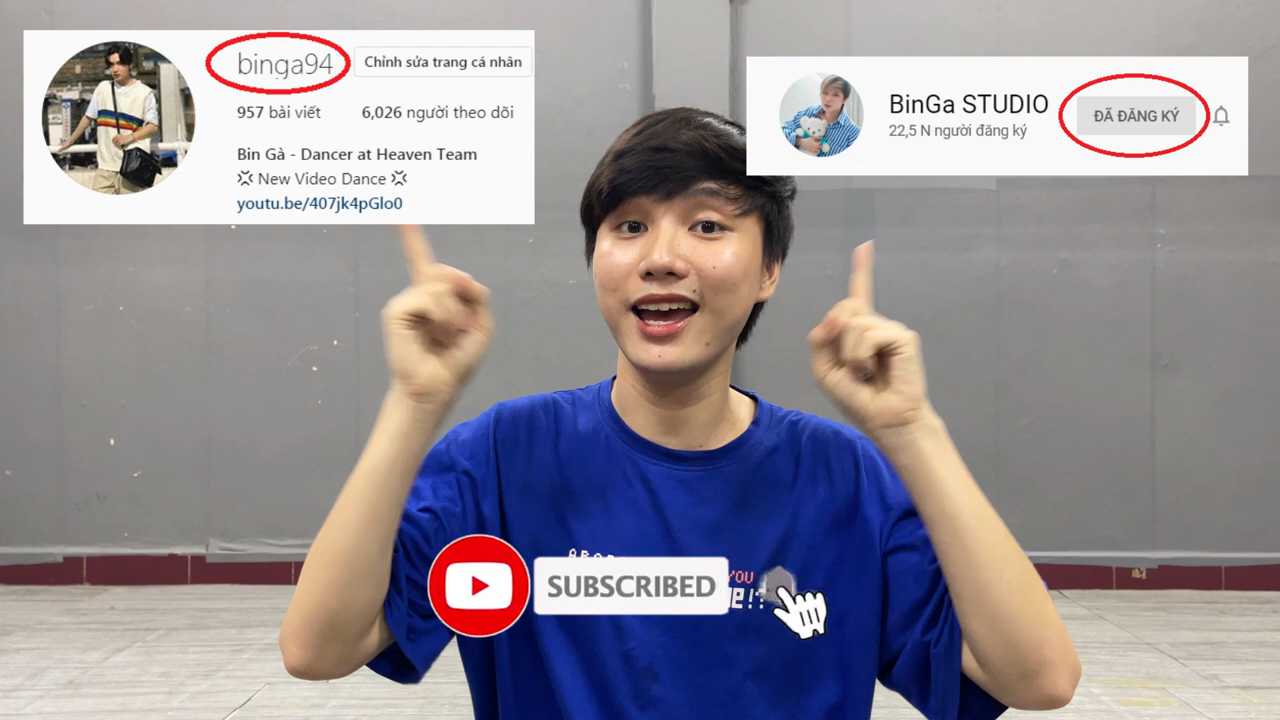 binga94
Chỉnh sửa trang cá nhân
957 bài viết
6,026 người theo dõi
Bin Gà - Dancer at Heaven Team
New Video Dance
youtu.be/407jk4pGlo0
BinGa STUDIO
ĐÃ ĐĂNG KÝ
22,5 N người đăng ký
SUBSCRIBED
YOU